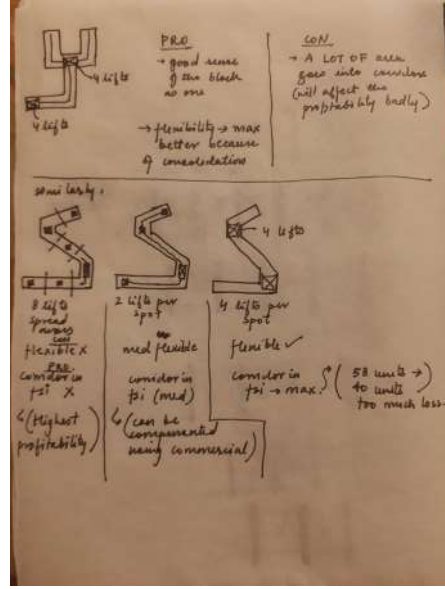 PRO
CON
4 lifts
4 lifts
→ good sense
of the block
as one
→ flexibility → max
better because
of consolidation
→ A LOT OF area
goes into corridors
(will affect the
profitability badly)
similarly,
4 lifts
8 lifts
spread
away
CON
flexible X
PRO
corridor in
fsi X
↳ (Highest
profitability)
2 lifts per
spot
med flexible
corridor in
fsi (med)
↳ (can be
compensated
using commercial)
4 lifts per
spot
flexible ✓
corridor in
fsi → max.
(58 units →
40 units
too much loss)